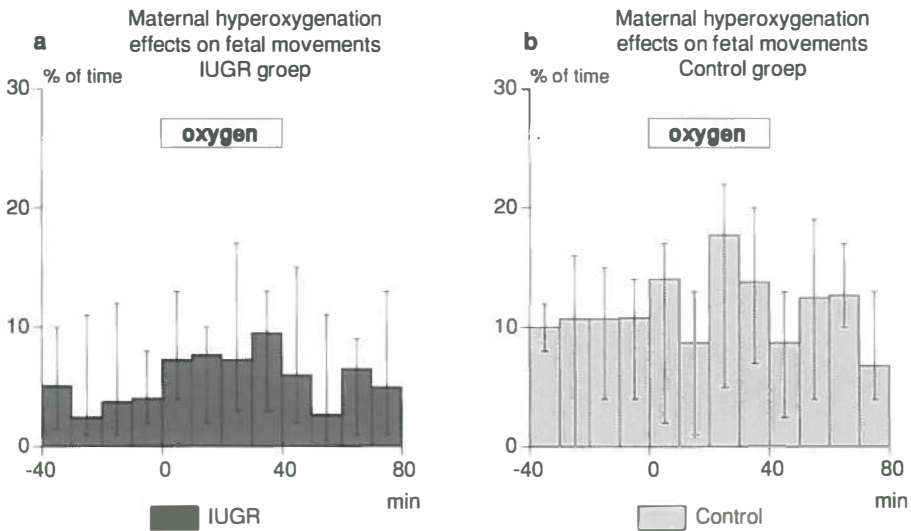 a
Maternal hyperoxygenation
effects on fetal movements
IUGR groep
% of time
30
20
10
0
oxygen
-40
0
40
80
min
IUGR
b
Maternal hyperoxygenation
effects on fetal movements
Control groep
% of time
30
20
10
0
oxygen
-40
0
40
80
min
Control